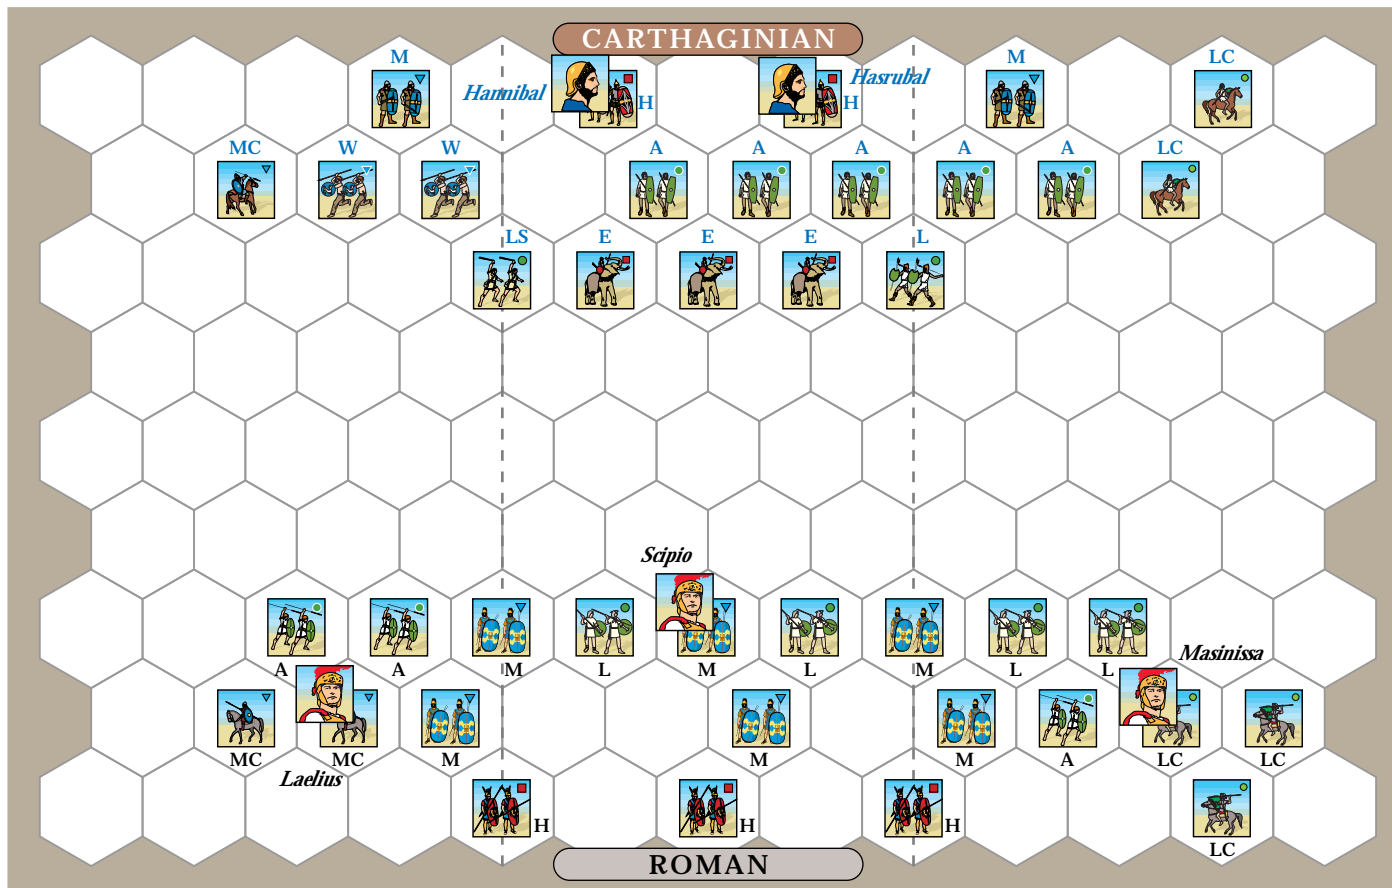 CARTHAGINIAN
M
M
LC
Hannibal
H
Hasrubal
H
MC
W
W
A
A
A
A
A
LC
LS
E
E
E
L
Scipio
A
A
M
L
M
L
M
L
L
Masinissa
MC
Laelius
MC
M
M
M
A
LC
LC
H
H
H
LC
ROMAN